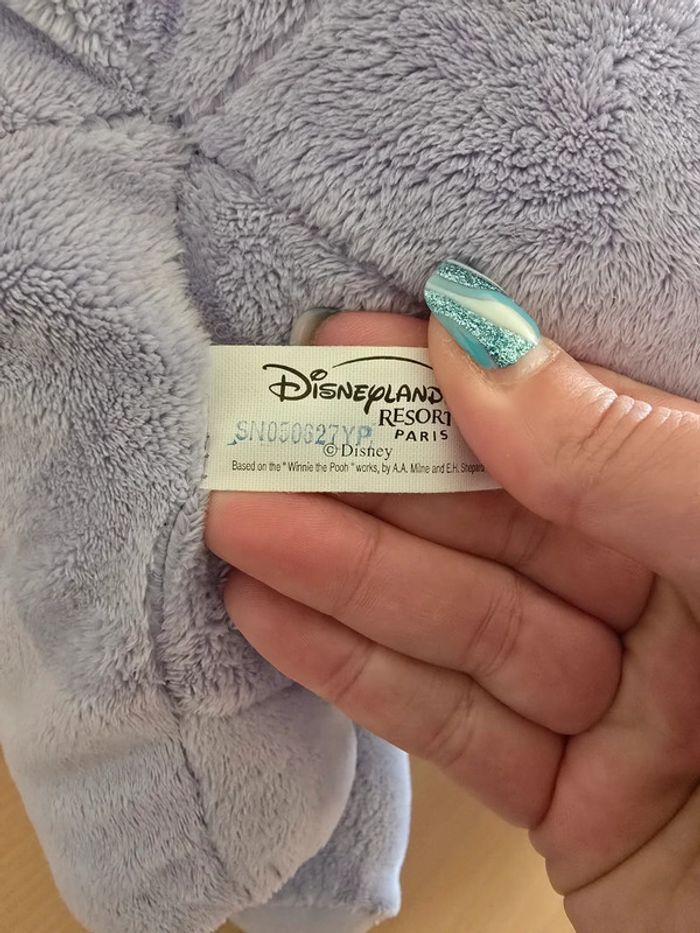 DISNEYLAND
RESORT
PARIS
SN050627YP
© Disney
Based on the "Winnie the Pooh" works, by A.A. Milne and E.H. Shepard